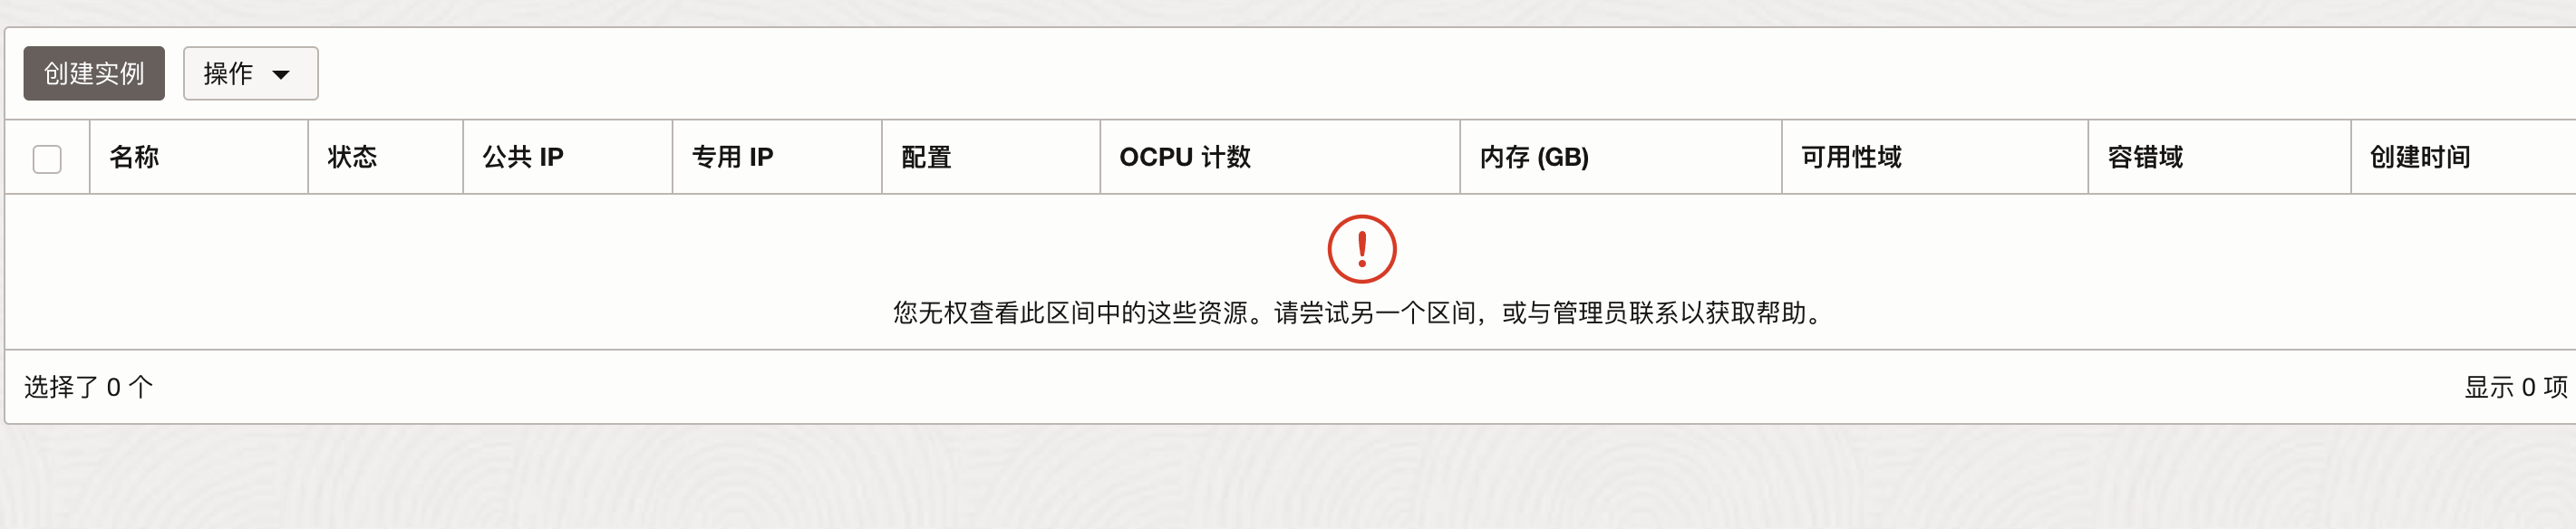 创建实例 操作
名称 状态 公共 IP 专用 IP 配置 OCPU 计数 内存 (GB) 可用性域 容错域 创建时间
您无权查看此区间中的这些资源。请尝试另一个区间，或与管理员联系以获取帮助。
选择了 0 个 显示 0 项